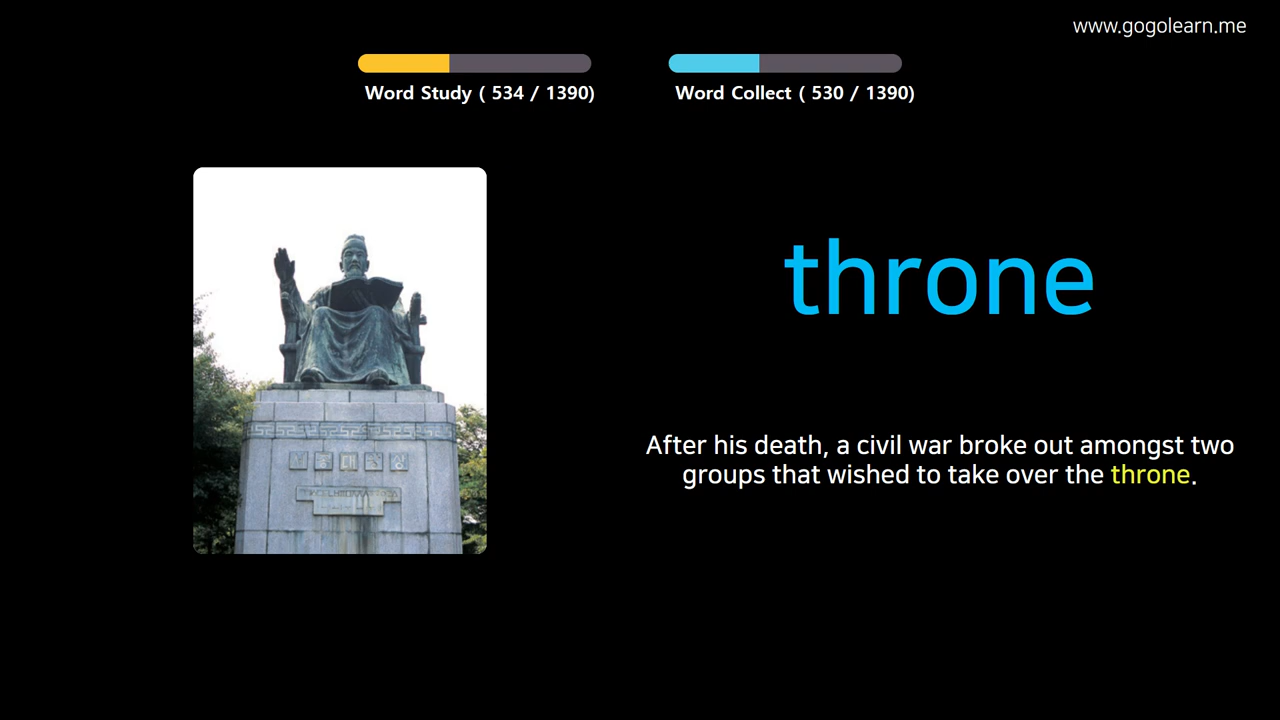 www.gogolearn.me
Word Study ( 534 / 1390)
Word Collect ( 530 / 1390)
throne
After his death, a civil war broke out amongst two
groups that wished to take over the throne.